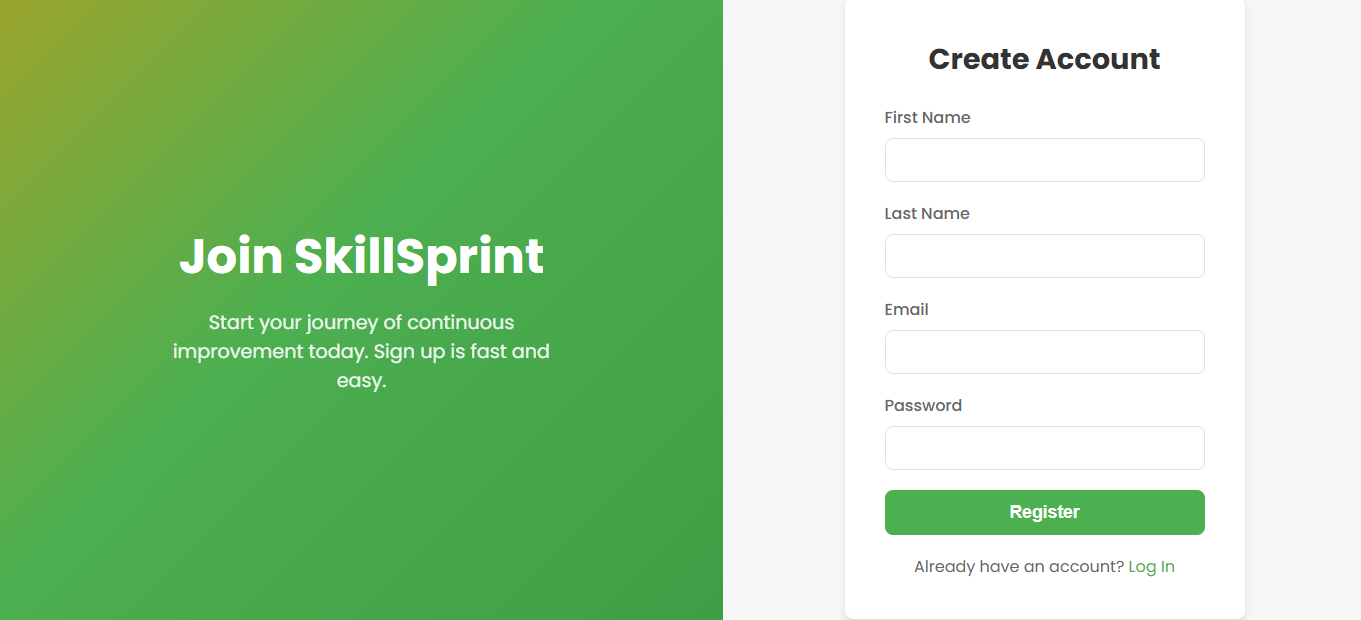 Join SkillSprint
Start your journey of continuous
improvement today. Sign up is fast and
easy.
Create Account
First Name
Last Name
Email
Password
Register
Already have an account? Log In